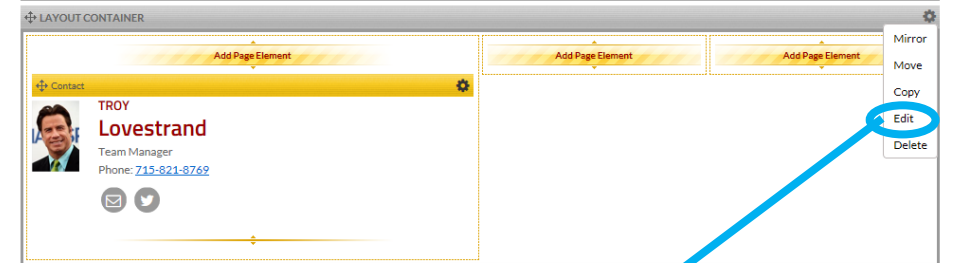 LAYOUT CONTAINER
Add Page Element
Add Page Element
Add Page Element
Mirror
Move
Copy
Edit
Delete
Contact
TROY
Lovestrand
Team Manager
Phone: 715-821-8769